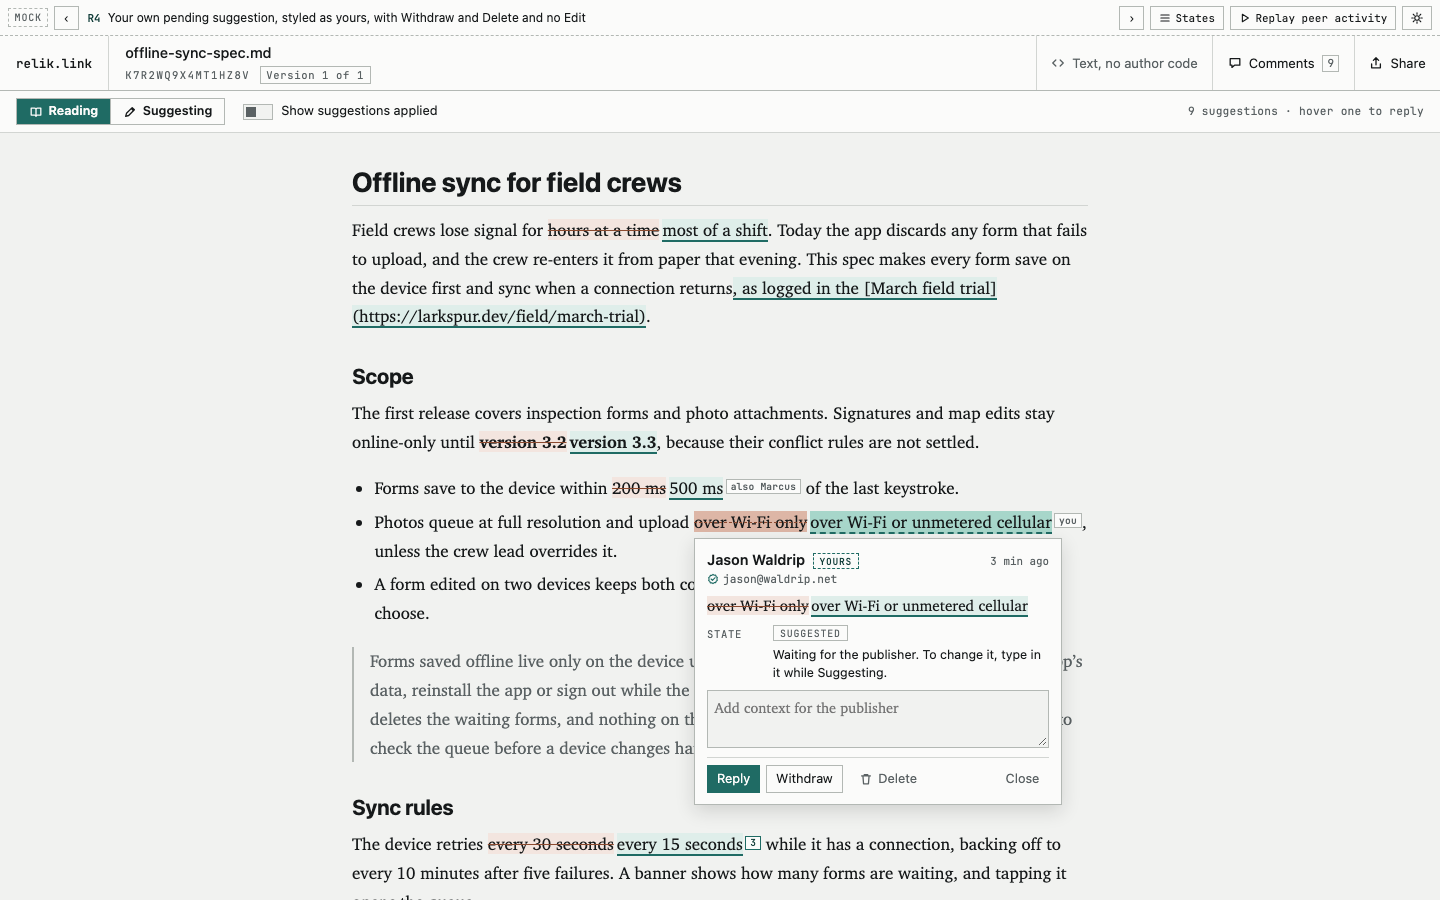 MOCK ‹ R4 Your own pending suggestion, styled as yours, with Withdraw and Delete and no Edit › States Replay peer activity
relik.link
offline-sync-spec.md
K7R2WQ9X4MT1HZ8V Version 1 of 1
Text, no author code Comments 9 Share
Reading Suggesting Show suggestions applied 9 suggestions · hover one to reply
Offline sync for field crews
Field crews lose signal for hours at a time most of a shift. Today the app discards any form that fails
to upload, and the crew re-enters it from paper that evening. This spec makes every form save on
the device first and sync when a connection returns, as logged in the [March field trial]
(https://larkspur.dev/field/march-trial).
Scope
The first release covers inspection forms and photo attachments. Signatures and map edits stay
online-only until version 3.2 version 3.3, because their conflict rules are not settled.
• Forms save to the device within 200 ms 500 ms also Marcus of the last keystroke.
• Photos queue at full resolution and upload over Wi-Fi only over Wi-Fi or unmetered cellular you ,
unless the crew lead overrides it.
• A form edited on two devices keeps both
choose.
Jason Waldrip YOURS 3 min ago
jason@waldrip.net
over Wi-Fi only over Wi-Fi or unmetered cellular
STATE SUGGESTED
Waiting for the publisher. To change it, type in
it while Suggesting.
Add context for the publisher
Reply Withdraw Delete Close
Forms saved offline live only on the device
data, reinstall the app or sign out while the
deletes the waiting forms, and nothing on
check the queue before a device changes
Sync rules
The device retries every 30 seconds every 15 seconds 3 while it has a connection, backing off to
every 10 minutes after five failures. A banner shows how many forms are waiting, and tapping it